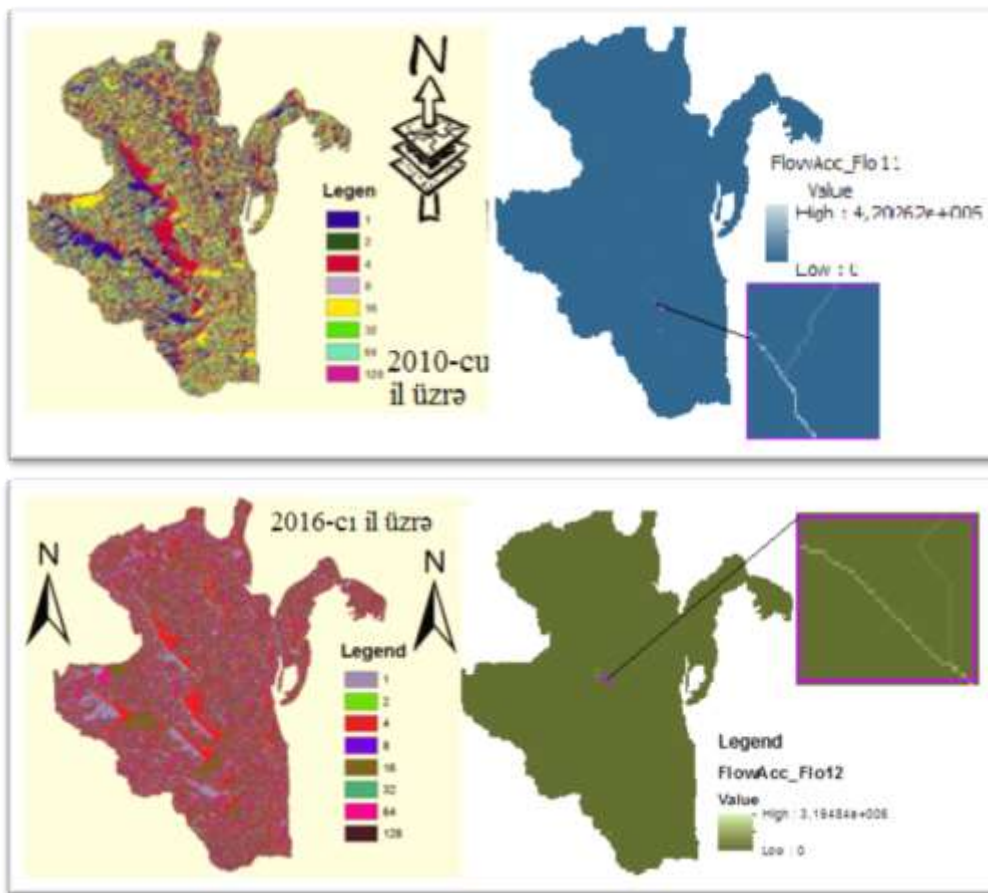 N
Legen
1
2
4
8
16
32
64
128
2010-cu
il üzrə
FlowAcc_Flo11
Value
High : 4,20262e+005
Low : 0
2016-cı il üzrə
N
N
Legend
1
2
4
8
16
32
64
128
Legend
FlowAcc_Flo12
Value
High : 3,19484e+006
Low : 0